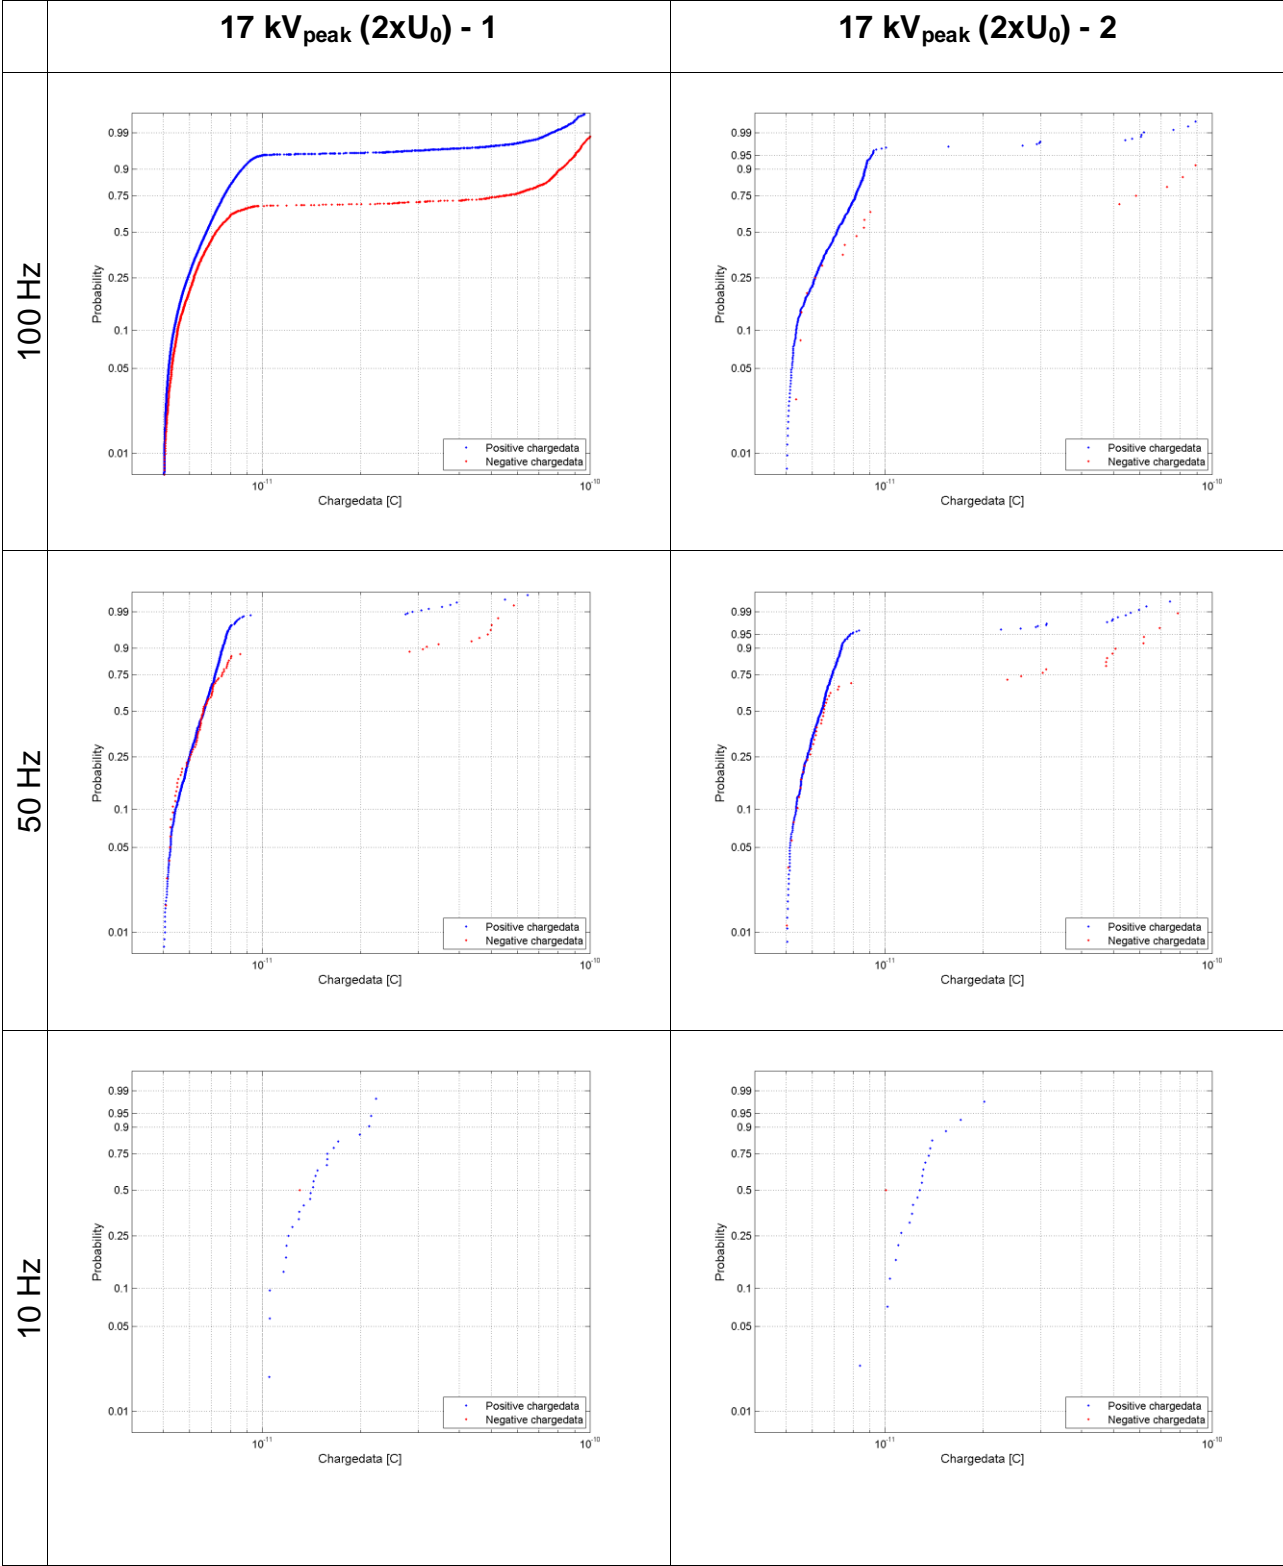 17 kVpeak (2xU0) - 1
17 kVpeak (2xU0) - 2
100 Hz
0.99
0.9
0.75
0.5
0.25
0.1
0.05
0.01
Probability
10-11
10-10
Chargedata [C]
Positive chargedata
Negative chargedata
0.99
0.95
0.9
0.75
0.5
0.25
0.1
0.05
0.01
Probability
10-11
10-10
Chargedata [C]
Positive chargedata
Negative chargedata
50 Hz
0.99
0.9
0.75
0.5
0.25
0.1
0.05
0.01
Probability
10-11
10-10
Chargedata [C]
Positive chargedata
Negative chargedata
0.99
0.95
0.9
0.75
0.5
0.25
0.1
0.05
0.01
Probability
10-11
10-10
Chargedata [C]
Positive chargedata
Negative chargedata
10 Hz
0.99
0.95
0.9
0.75
0.5
0.25
0.1
0.05
0.01
Probability
10-11
10-10
Chargedata [C]
Positive chargedata
Negative chargedata
0.99
0.95
0.9
0.75
0.5
0.25
0.1
0.05
0.01
Probability
10-11
10-10
Chargedata [C]
Positive chargedata
Negative chargedata